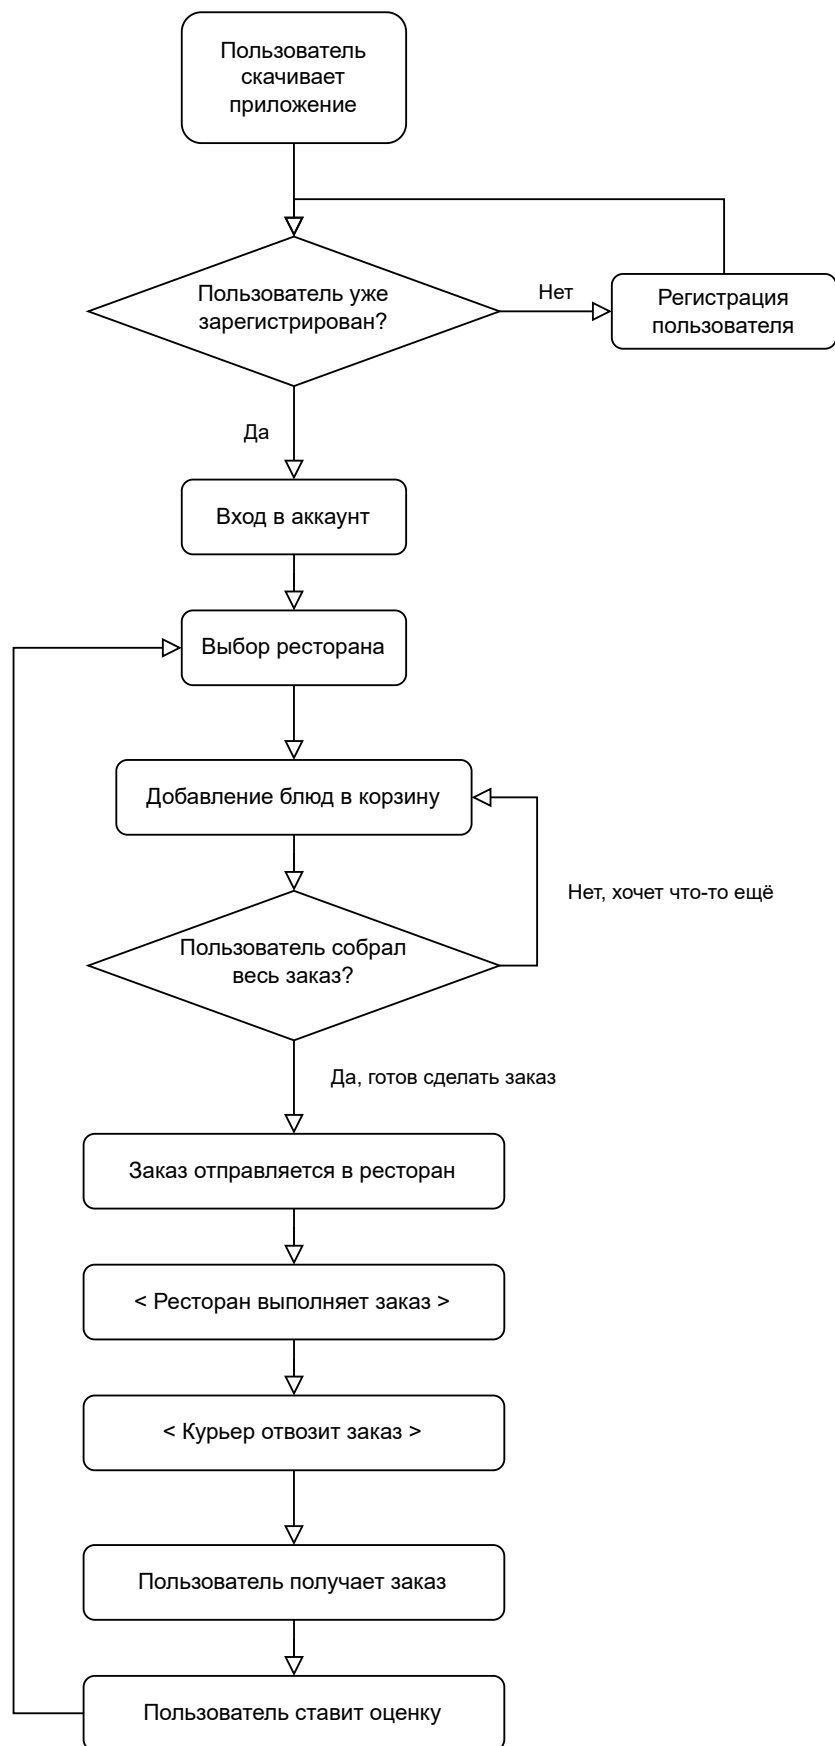 Пользователь
скачивает
приложение
Пользователь уже
зарегистрирован?
Нет
Регистрация
пользователя
Да
Вход в аккаунт
Выбор ресторана
Добавление блюд в корзину
Нет, хочет что-то ещё
Пользователь собрал
весь заказ?
Да, готов сделать заказ
Заказ отправляется в ресторан
< Ресторан выполняет заказ >
< Курьер отвозит заказ >
Пользователь получает заказ
Пользователь ставит оценку